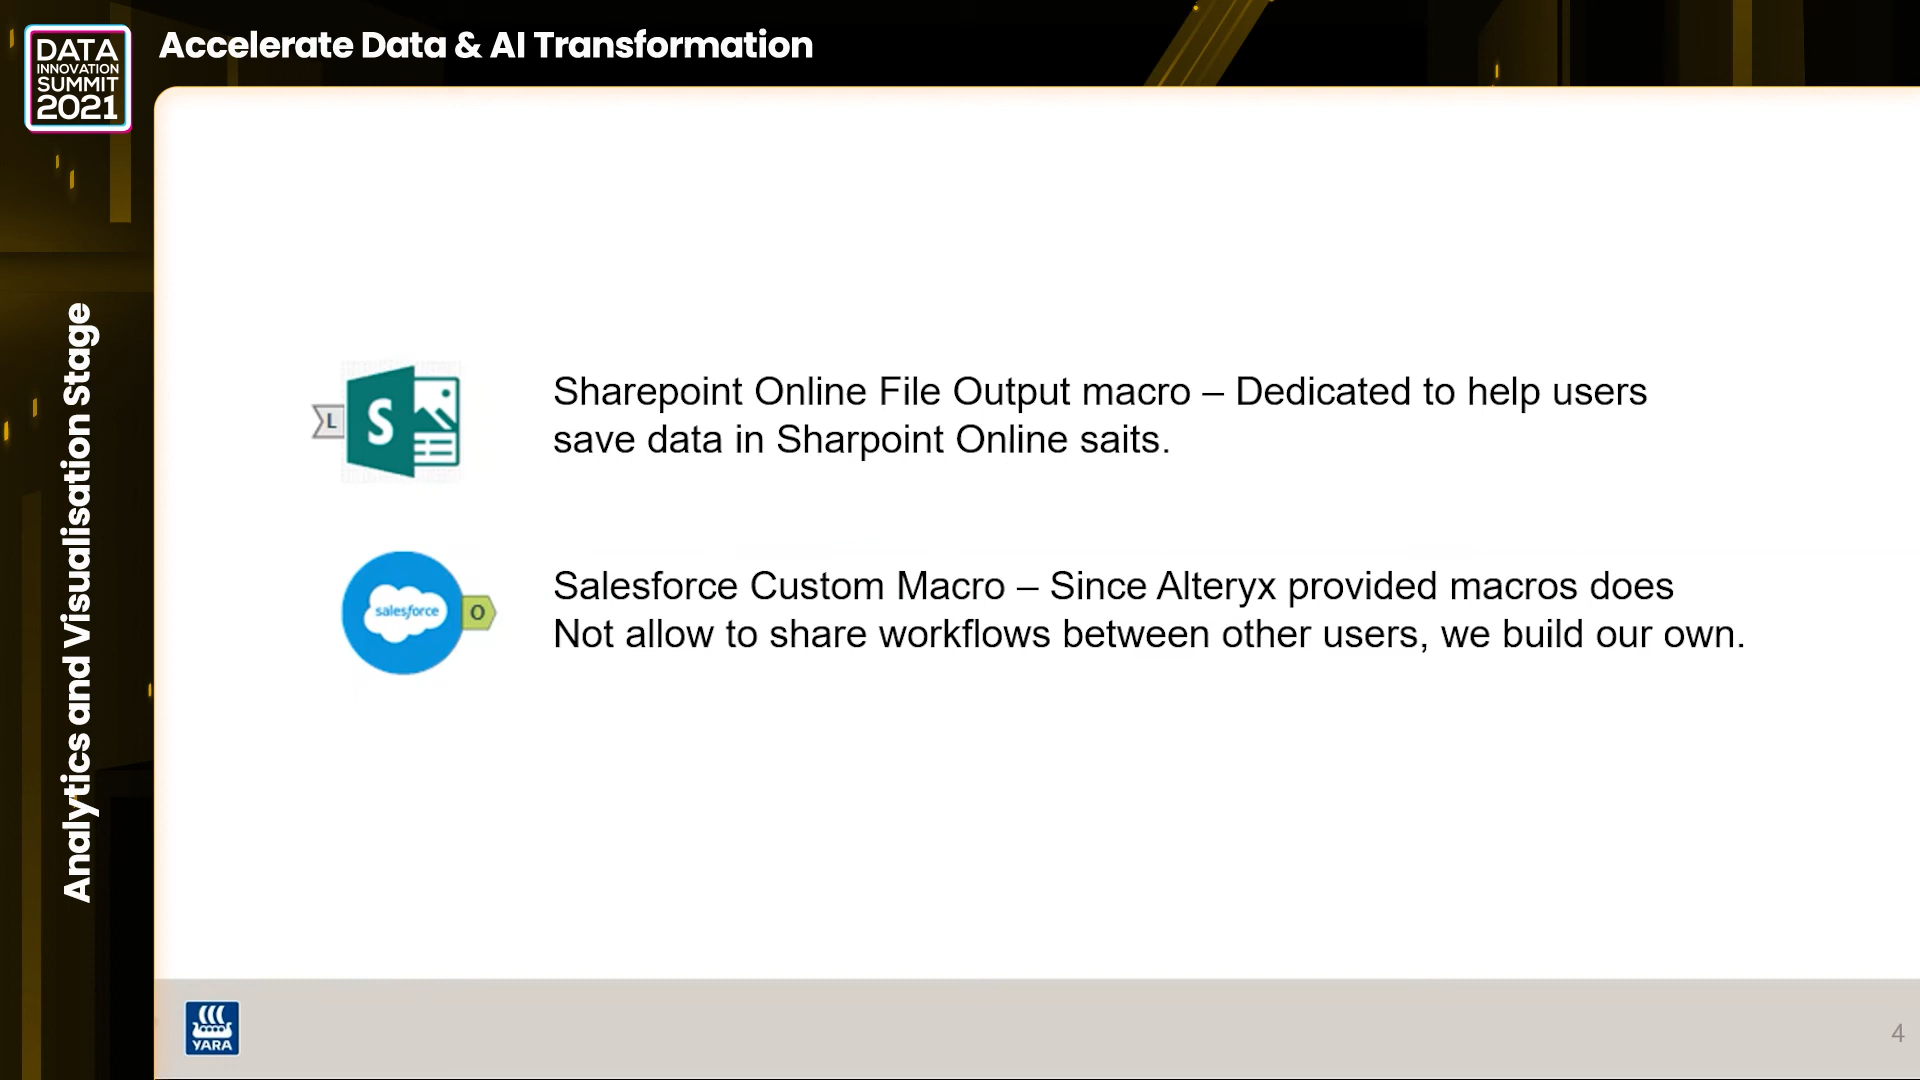 DATA
INNOVATION
SUMMIT
2021
Accelerate Data & AI Transformation
Analytics and Visualisation Stage
L
S
Sharepoint Online File Output macro – Dedicated to help users
save data in Sharpoint Online saits.
salesforce
O
Salesforce Custom Macro – Since Alteryx provided macros does
Not allow to share workflows between other users, we build our own.
YARA
4